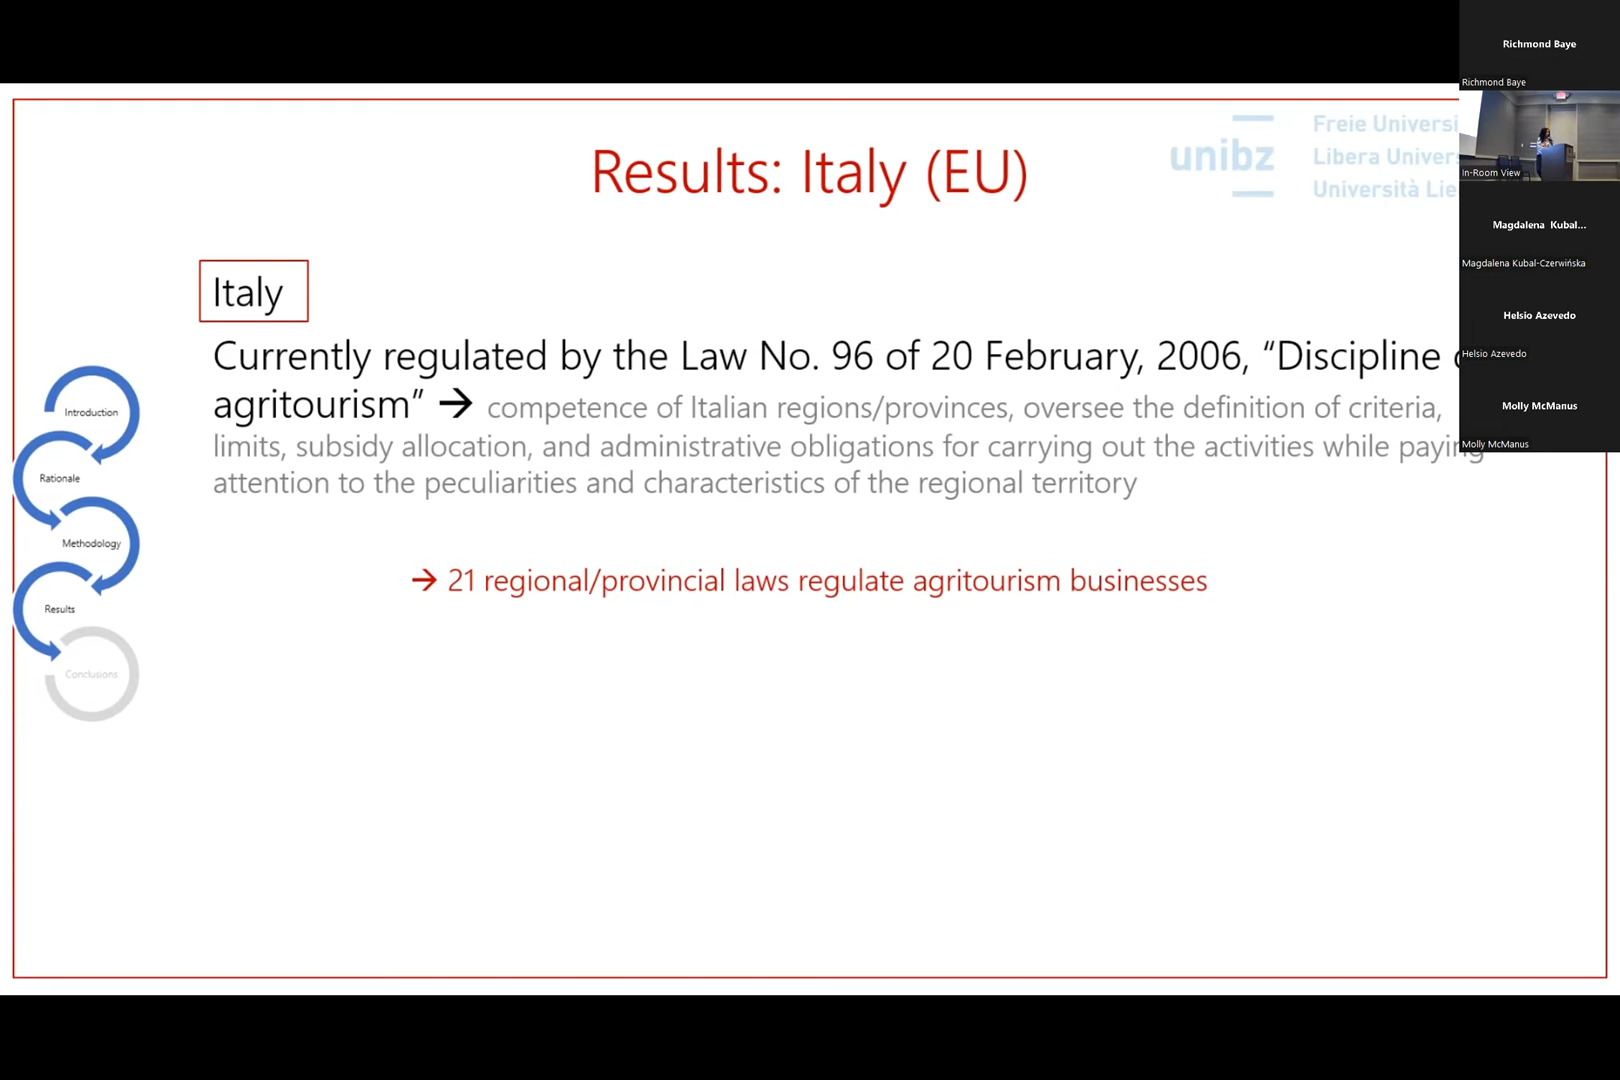 Results: Italy (EU)
unibz
Freie Universi
Libera Univer
Università Lie
Italy
Currently regulated by the Law No. 96 of 20 February, 2006, “Discipline
agritourism” → competence of Italian regions/provinces, oversee the definition of criteria,
limits, subsidy allocation, and administrative obligations for carrying out the activities while paying
attention to the peculiarities and characteristics of the regional territory
→ 21 regional/provincial laws regulate agritourism businesses
Introduction
Rationale
Methodology
Results
Conclusions
Richmond Baye
Richmond Baye
In-Room View
Magdalena Kubal...
Magdalena Kubal-Czerwińska
Helsio Azevedo
Helsio Azevedo
Molly McManus
Molly McManus